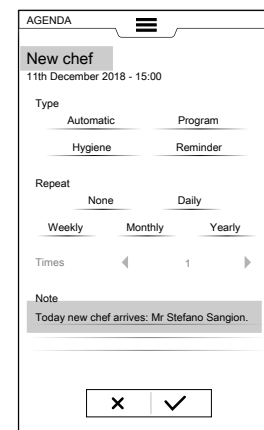 AGENDA
New chef
11th December 2018 - 15:00
Type
Automatic Program
Hygiene Reminder
Repeat
None Daily
Weekly Monthly Yearly
Times 1
Note
Today new chef arrives: Mr Stefano Sangion.